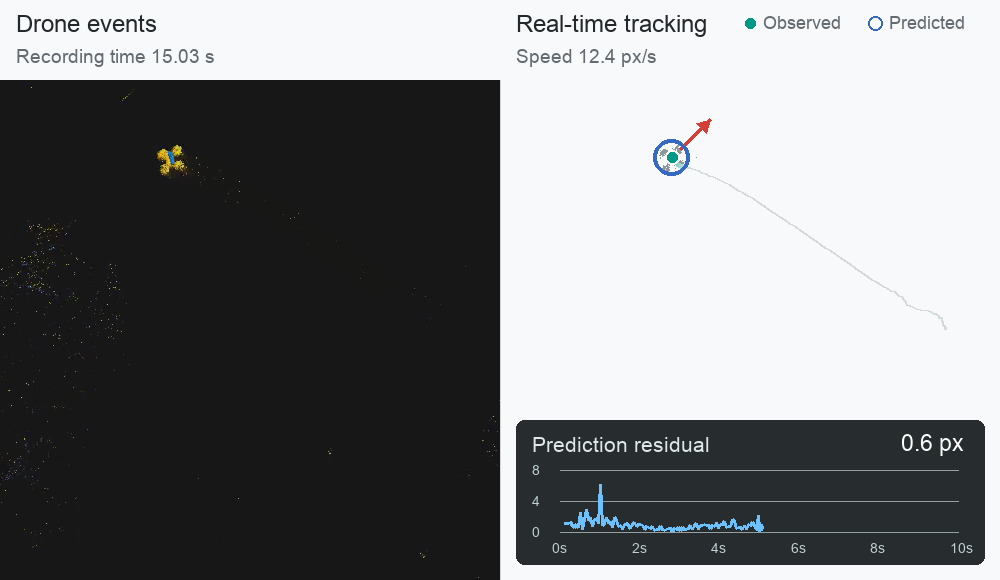 Drone events
Recording time 15.03 s
Real-time tracking
Observed
Predicted
Speed 12.4 px/s
Prediction residual
0.6 px
8
4
0
0s 2s 4s 6s 8s 10s